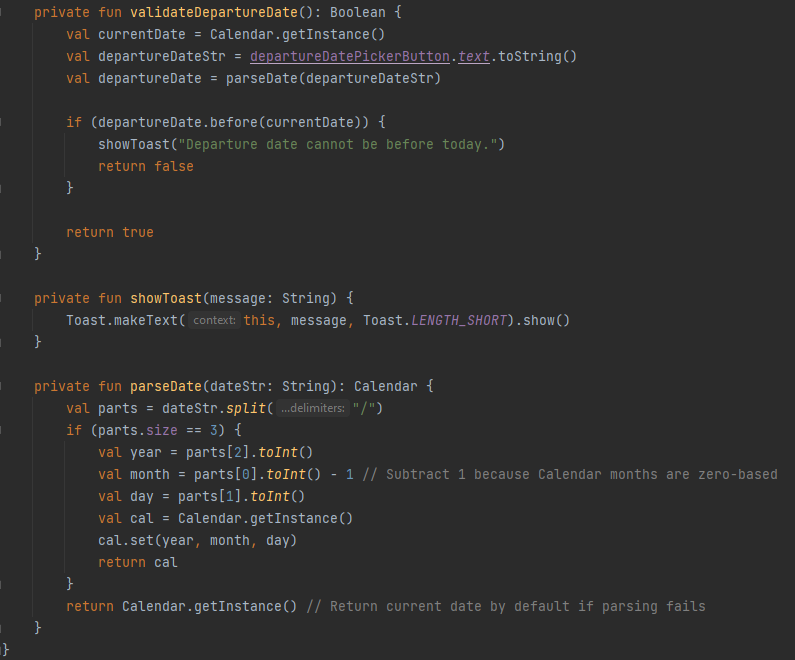 private fun validateDepartureDate(): Boolean {
val currentDate = Calendar.getInstance()
val departureDateStr = departureDatePickerButton.text.toString()
val departureDate = parseDate(departureDateStr)
if (departureDate.before(currentDate)) {
showToast("Departure date cannot be before today.")
return false
}
return true
}
private fun showToast(message: String) {
Toast.makeText( context: this, message, Toast.LENGTH_SHORT).show()
}
private fun parseDate(dateStr: String): Calendar {
val parts = dateStr.split( ...delimiters: "/")
if (parts.size == 3) {
val year = parts[2].toInt()
val month = parts[0].toInt() - 1 // Subtract 1 because Calendar months are zero-based
val day = parts[1].toInt()
val cal = Calendar.getInstance()
cal.set(year, month, day)
return cal
}
return Calendar.getInstance() // Return current date by default if parsing fails
}
}